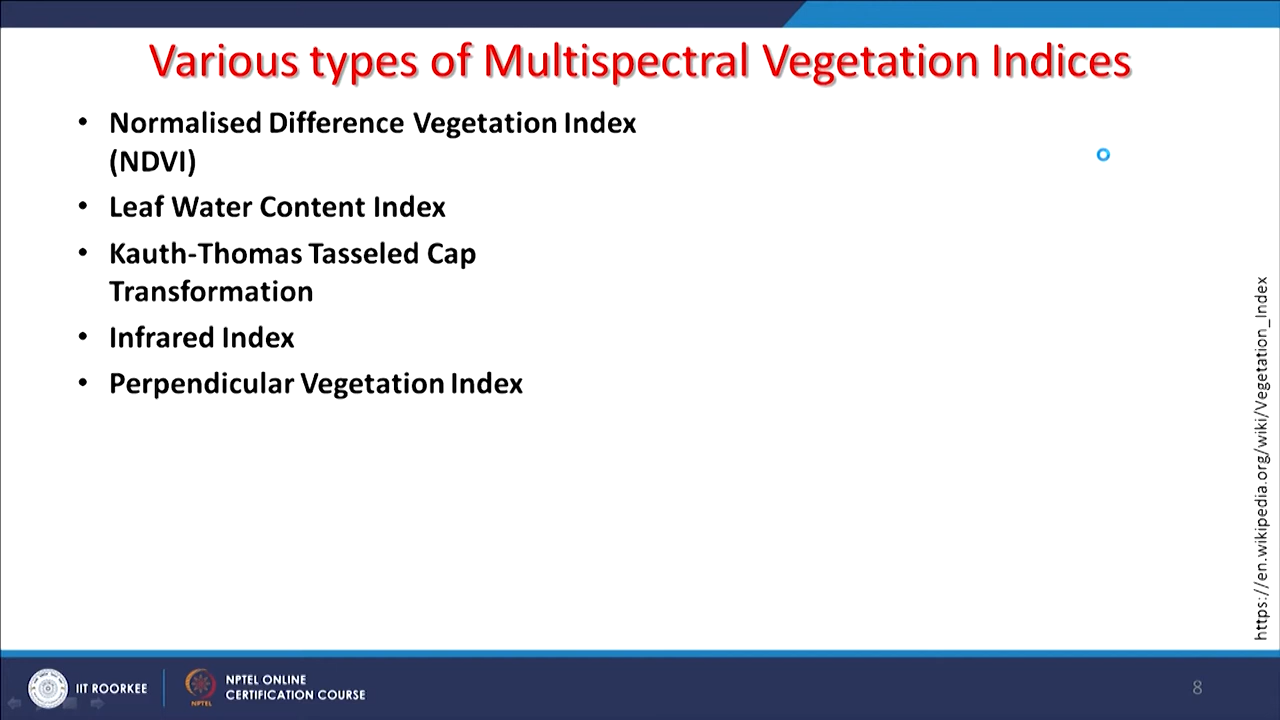 Various types of Multispectral Vegetation Indices
• Normalised Difference Vegetation Index
(NDVI)
• Leaf Water Content Index
• Kauth-Thomas Tasseled Cap
Transformation
• Infrared Index
• Perpendicular Vegetation Index
https://en.wikipedia.org/wiki/Vegetation_Index
IIT ROORKEE
NPTEL
NPTEL ONLINE
CERTIFICATION COURSE
8